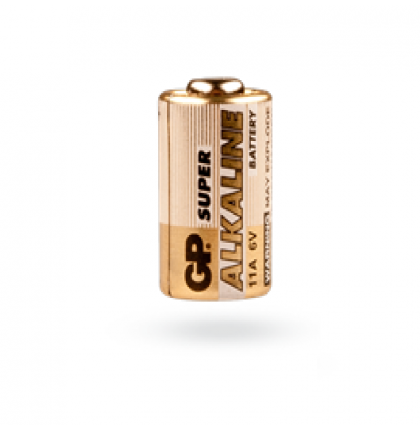 GP SUPER
ALKALINE
BATTERY
11A 6V
WARNING MAY EXPLODE